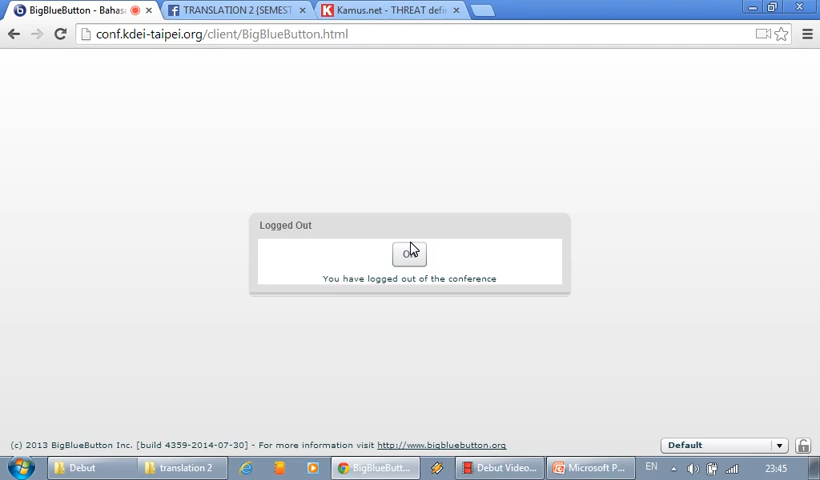 BigBlueButton - Bahasa
TRANSLATION 2 (SEMEST
Kamus.net - THREAT defi
conf.kdei-taipei.org/client/BigBlueButton.html
Logged Out
You have logged out of the conference
(c) 2013 BigBlueButton Inc. [build 4359-2014-07-30] - For more information visit http://www.bigbluebutton.org
Default
Debut
translation 2
BigBlueButt...
Debut Video...
Microsoft P...
EN
23:45